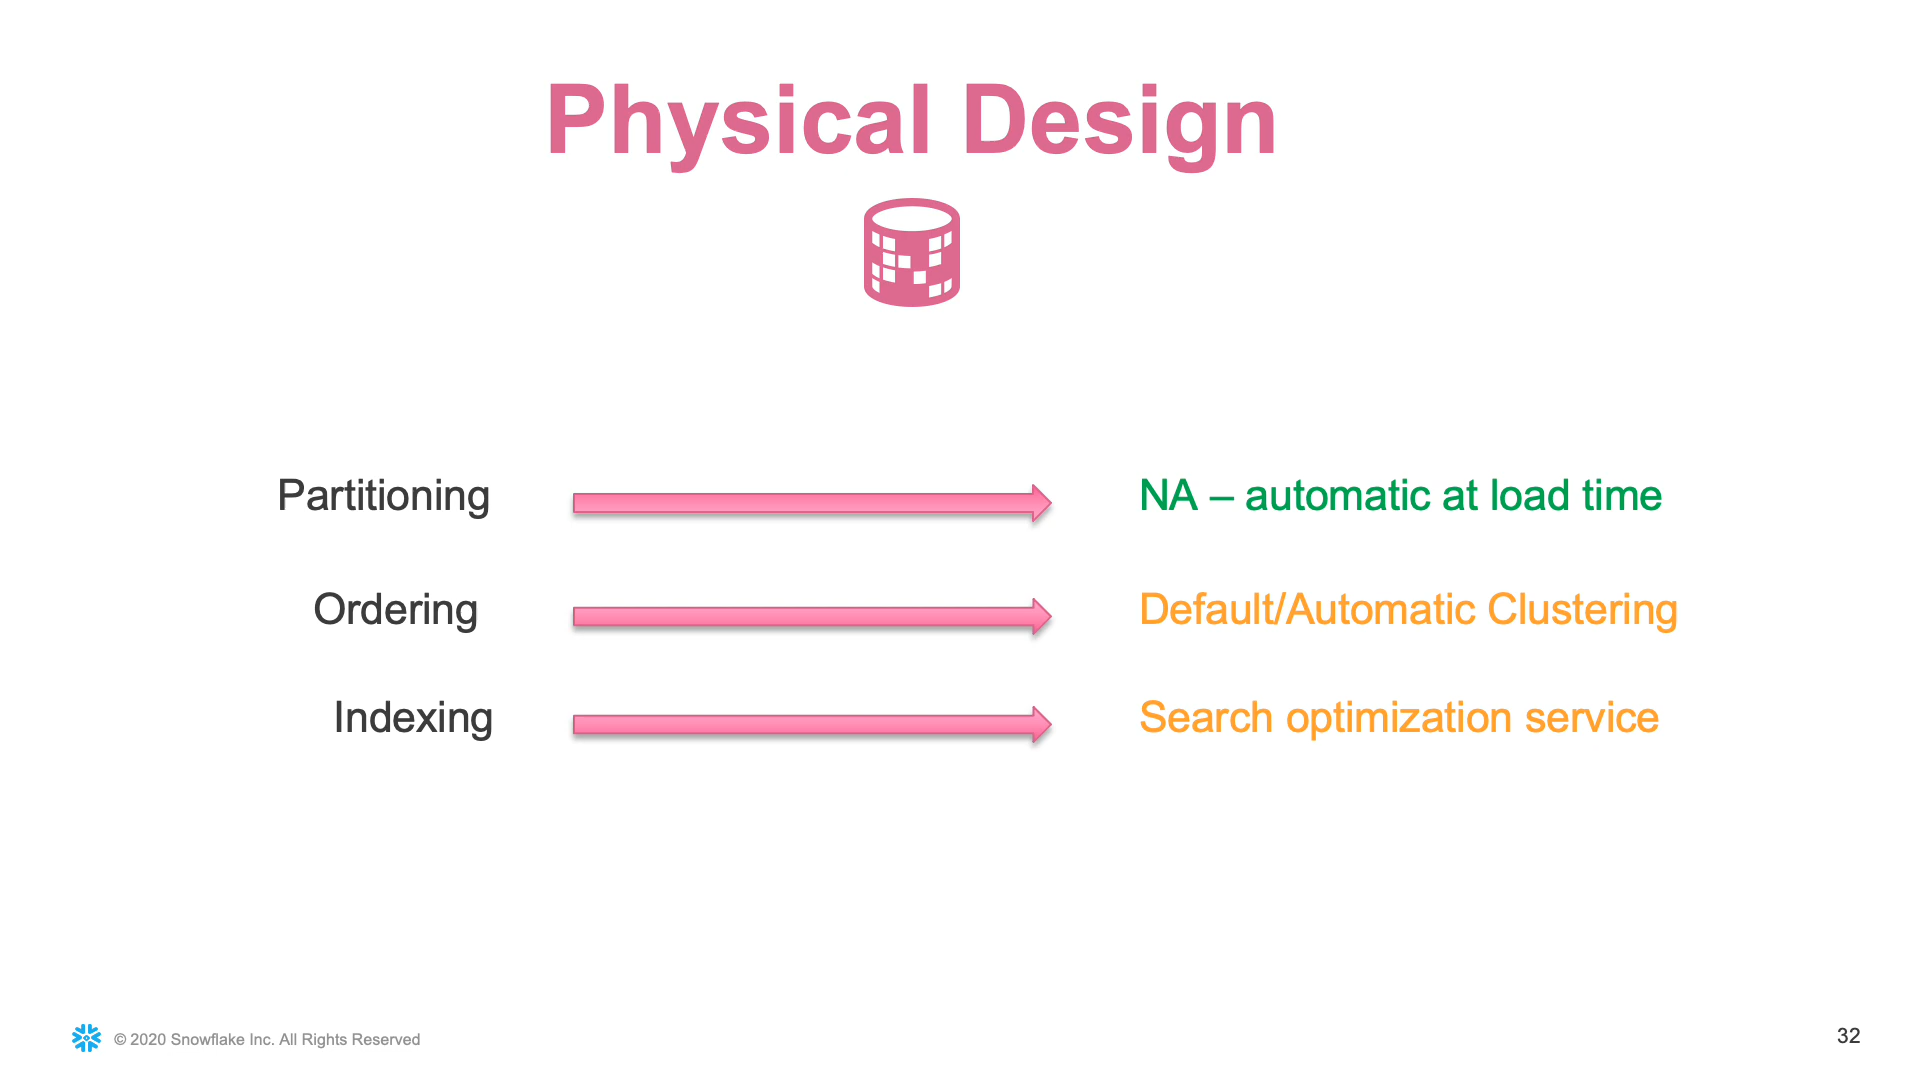 Physical Design
Partitioning
NA – automatic at load time
Ordering
Default/Automatic Clustering
Indexing
Search optimization service
© 2020 Snowflake Inc. All Rights Reserved
32